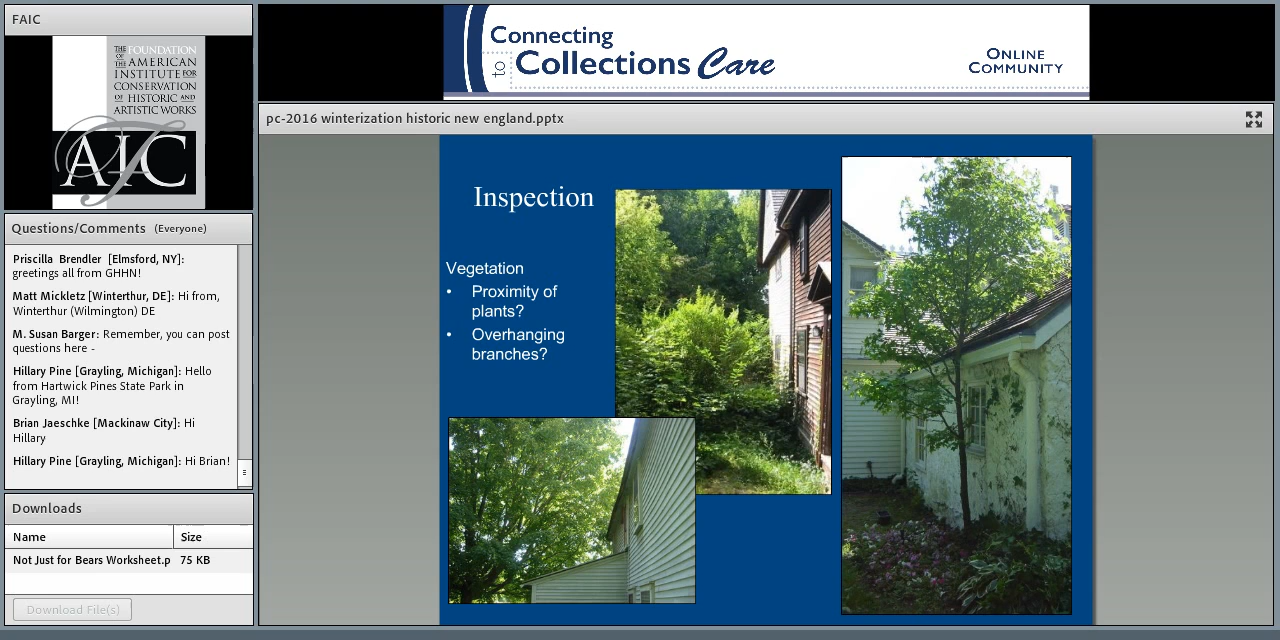 FAIC
THE FOUNDATION
OF THE AMERICAN
INSTITUTE FOR
CONSERVATION
OF HISTORIC AND
ARTISTIC WORKS
AIC
Questions/Comments (Everyone)
Priscilla Brendler [Elmsford, NY]:
greetings all from GHHN!
Matt Mickletz [Winterthur, DE]: Hi from,
Winterthur (Wilmington) DE
M. Susan Barger: Remember, you can post
questions here -
Hillary Pine [Grayling, Michigan]: Hello
from Hartwick Pines State Park in
Grayling, MI!
Brian Jaeschke [Mackinaw City]: Hi
Hillary
Hillary Pine [Grayling, Michigan]: Hi Brian!
Downloads
Name Size
Not Just for Bears Worksheet.p 75 KB
Download File(s)
Connecting
to Collections Care
ONLINE
COMMUNITY
pc-2016 winterization historic new england.pptx
Inspection
Vegetation
• Proximity of
plants?
• Overhanging
branches?